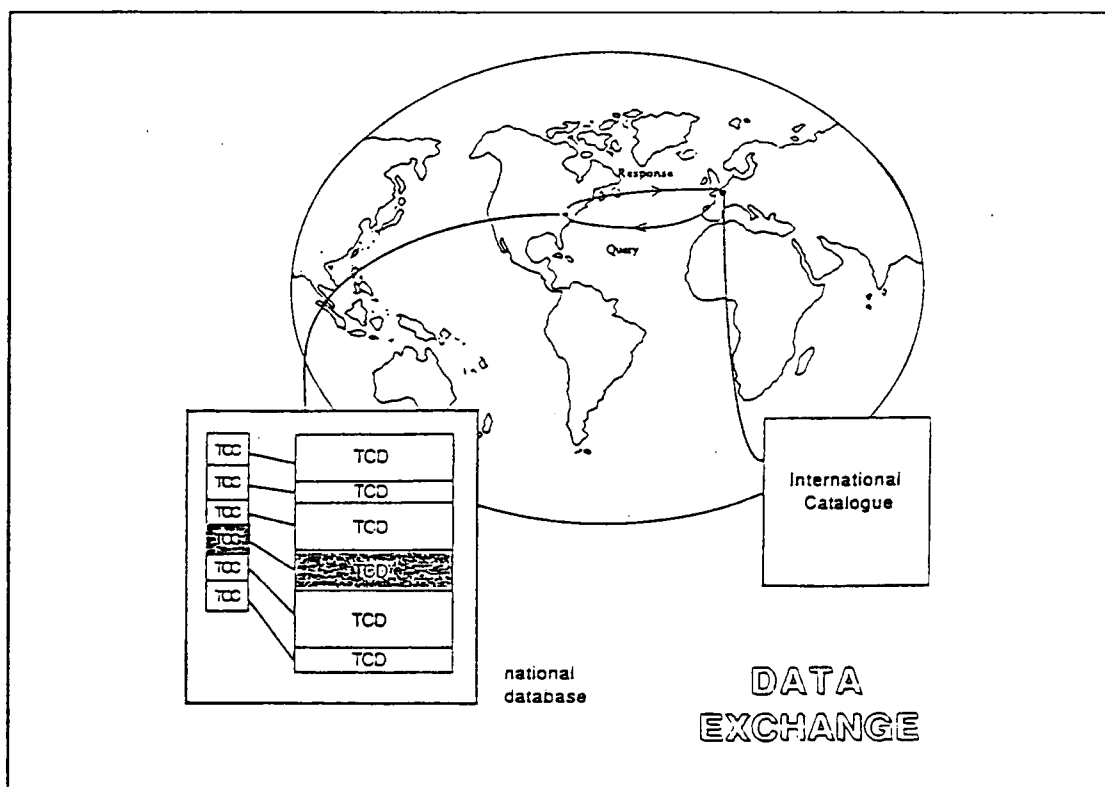 Response
Query
TCC
TCC
TCC
TCC
TCC
TCC
TCD
TCD
TCD
TCD
TCD
TCD
International
Catalogue
national
database
DATA
EXCHANGE